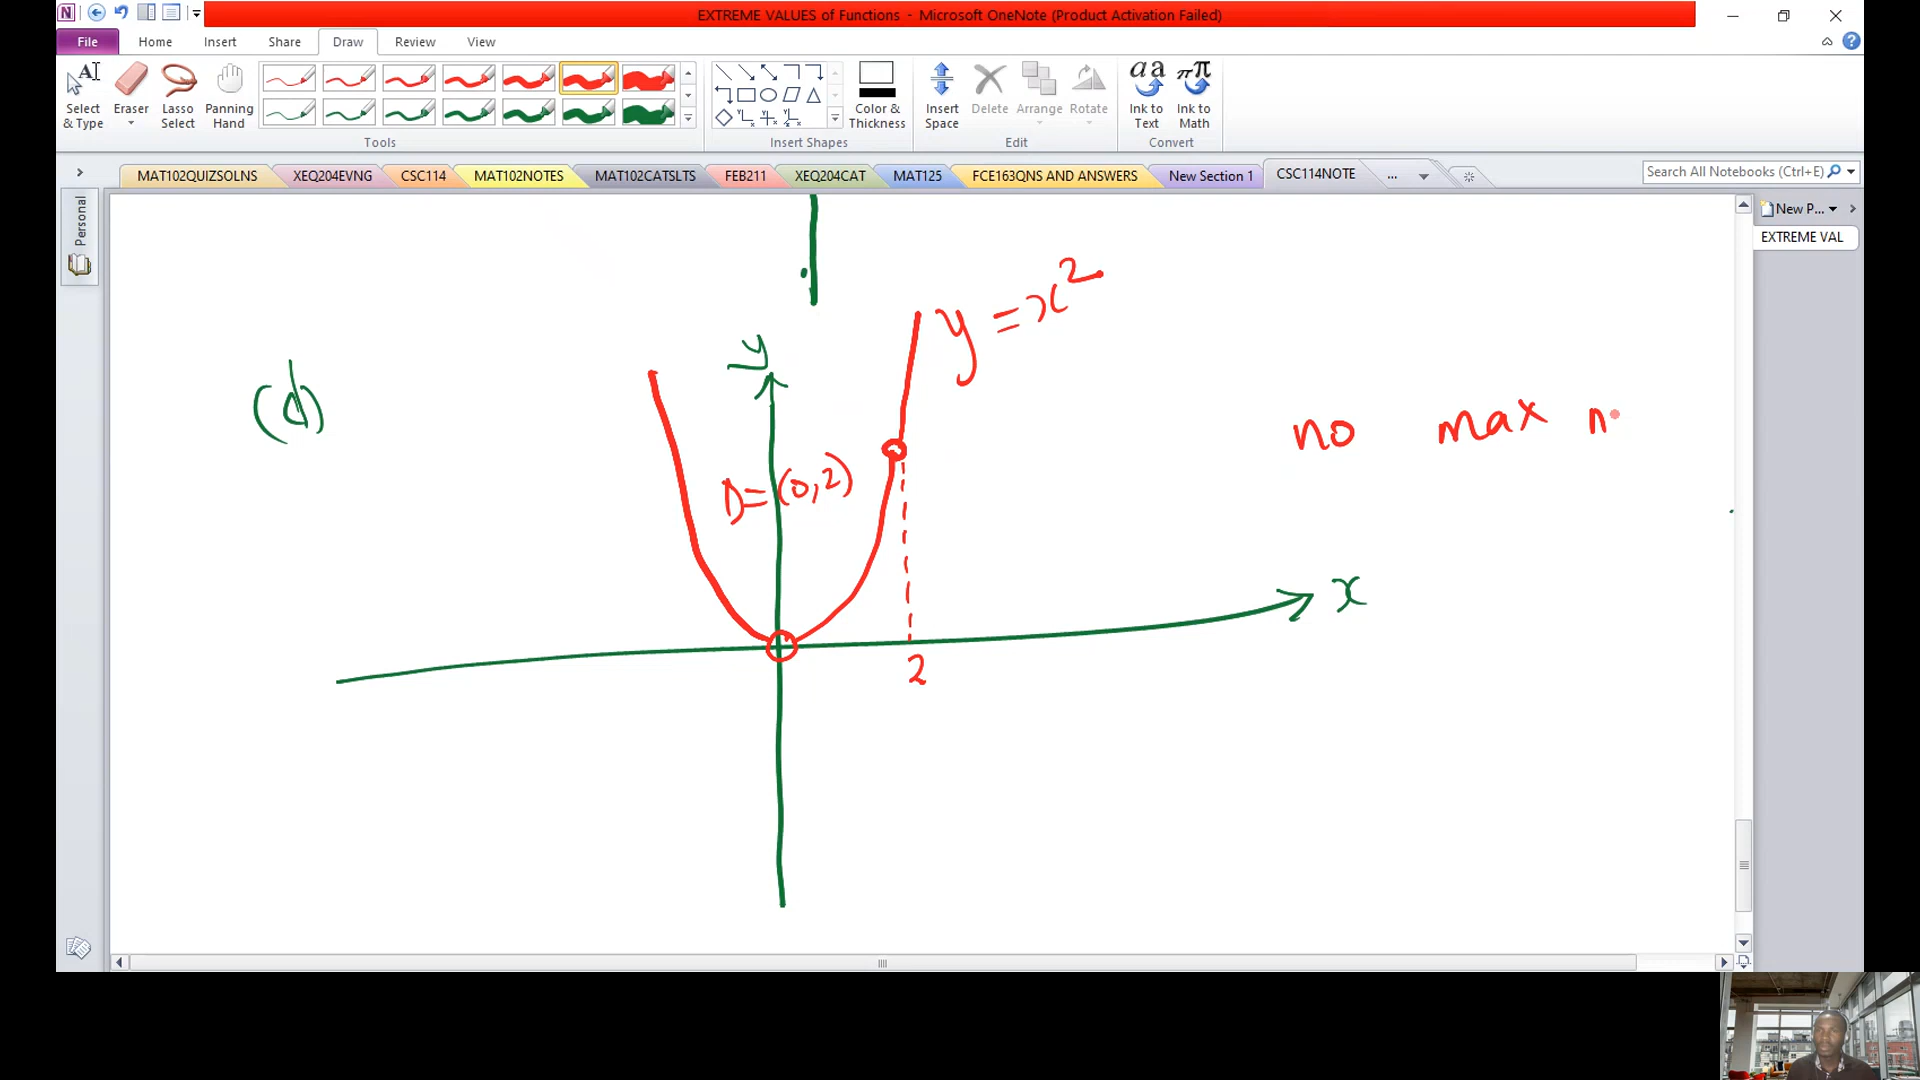 EXTREME VALUES of Functions - Microsoft OneNote (Product Activation Failed)
File Home Insert Share Draw Review View
Select & Type
Eraser
Lasso Select
Panning Hand
Color & Thickness
Insert Space
Delete
Arrange
Rotate
Ink to Text
Ink to Math
Tools
Insert Shapes
Edit
Convert
MAT102QUIZSOLNS XEQ204EVNG CSC114 MAT102NOTES MAT102CATSLTS FEB211 XEQ204CAT MAT125 FCE163QNS AND ANSWERS New Section 1 CSC114NOTE ...
Search All Notebooks (Ctrl+E)
Personal
New P...
EXTREME VAL
y = x²
y
(d)
no max n
D = (0,2)
x
2